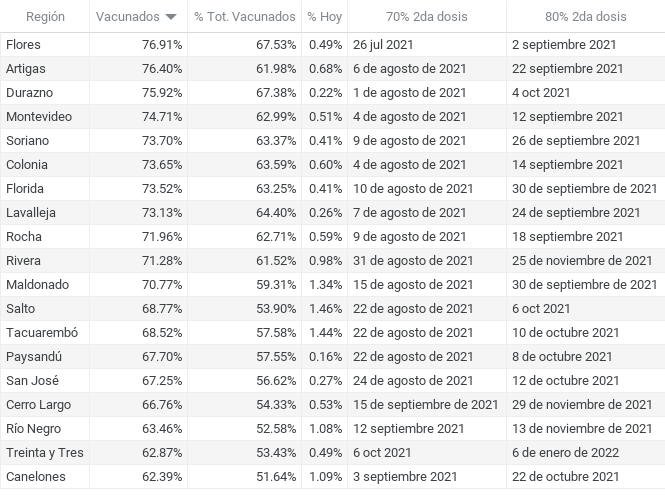 Región Vacunados % Tot. Vacunados % Hoy 70% 2da dosis 80% 2da dosis
Flores 76.91% 67.53% 0.49% 26 jul 2021 2 septiembre 2021
Artigas 76.40% 61.98% 0.68% 6 de agosto de 2021 22 septiembre 2021
Durazno 75.92% 67.38% 0.22% 1 de agosto de 2021 4 oct 2021
Montevideo 74.71% 62.99% 0.51% 4 de agosto de 2021 12 septiembre 2021
Soriano 73.70% 63.37% 0.41% 9 de agosto de 2021 26 de septiembre 2021
Colonia 73.65% 63.59% 0.60% 4 de agosto de 2021 14 septiembre 2021
Florida 73.52% 63.25% 0.41% 10 de agosto de 2021 30 de septiembre de 2021
Lavalleja 73.13% 64.40% 0.26% 7 de agosto de 2021 24 de septiembre 2021
Rocha 71.96% 62.71% 0.59% 9 de agosto de 2021 18 septiembre 2021
Rivera 71.28% 61.52% 0.98% 31 de agosto de 2021 25 de noviembre de 2021
Maldonado 70.77% 59.31% 1.34% 15 de agosto de 2021 30 de septiembre de 2021
Salto 68.77% 53.90% 1.46% 22 de agosto de 2021 6 oct 2021
Tacuarembó 68.52% 57.58% 1.44% 22 de agosto de 2021 10 de octubre 2021
Paysandú 67.70% 57.55% 0.16% 22 de agosto de 2021 8 de octubre 2021
San José 67.25% 56.62% 0.27% 24 de agosto de 2021 12 de octubre 2021
Cerro Largo 66.76% 54.33% 0.53% 15 de septiembre de 2021 29 de noviembre de 2021
Río Negro 63.46% 52.58% 1.08% 12 septiembre 2021 13 de noviembre de 2021
Treinta y Tres 62.87% 53.43% 0.49% 6 oct 2021 6 de enero de 2022
Canelones 62.39% 51.64% 1.09% 3 septiembre 2021 22 de octubre 2021